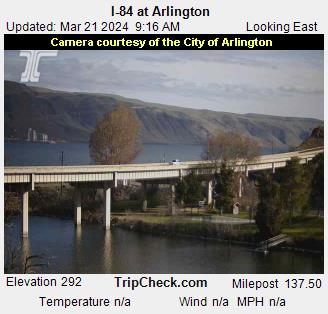 I-84 at Arlington
Updated: Mar 21 2024 9:16 AM Looking East
Camera courtesy of the City of Arlington
Elevation 292 TripCheck.com Milepost 137.50
Temperature n/a Wind n/a MPH n/a